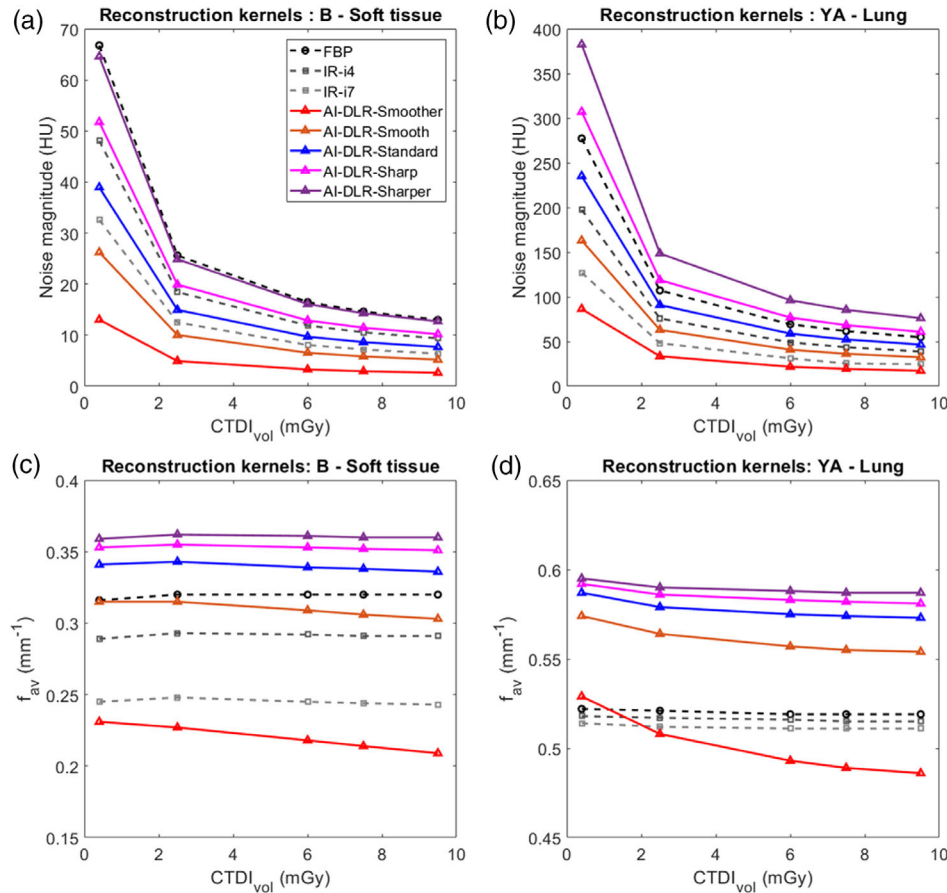 (a) Reconstruction kernels : B - Soft tissue
70
60
50
40
30
20
10
0
Noise magnitude (HU)
FBP
IR-i4
IR-i7
AI-DLR-Smoother
AI-DLR-Smooth
AI-DLR-Standard
AI-DLR-Sharp
AI-DLR-Sharper
0 2 4 6 8 10
CTDIvol (mGy)
(b) Reconstruction kernels : YA - Lung
400
350
300
250
200
150
100
50
0
Noise magnitude (HU)
0 2 4 6 8 10
CTDIvol (mGy)
(c) Reconstruction kernels: B - Soft tissue
0.4
0.35
0.3
0.25
0.2
0.15
fav (mm-1)
0 2 4 6 8 10
CTDIvol (mGy)
(d) Reconstruction kernels: YA - Lung
0.65
0.6
0.55
0.5
0.45
fav (mm-1)
0 2 4 6 8 10
CTDIvol (mGy)